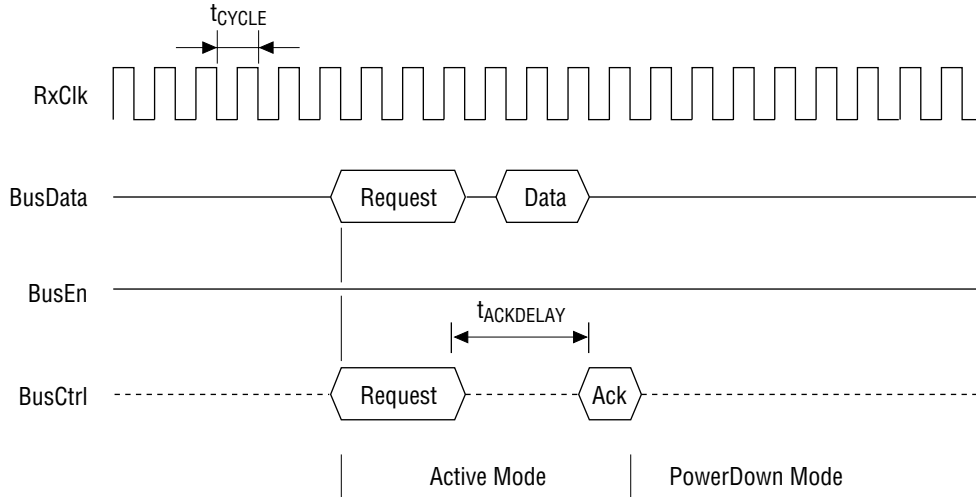 tCYCLE
RxClk
BusData Request Data
BusEn
tACKDELAY
BusCtrl Request Ack
Active Mode PowerDown Mode